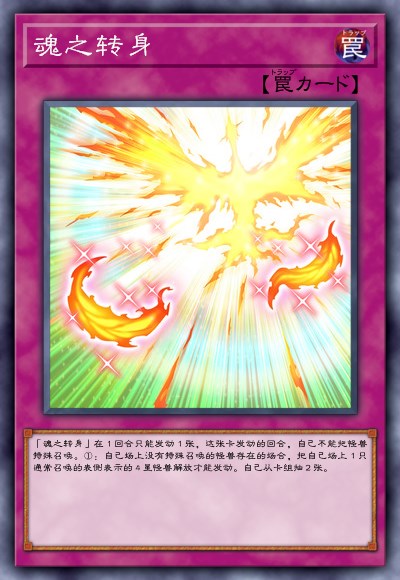 魂之转身
トラップ
罠
トラップ
【罠カード】
「魂之转身」在1回合只能发动1张，这张卡发动的回合，自己不能把怪兽
特殊召唤。①：自己场上没有特殊召唤的怪兽存在的场合，把自己场上1只
通常召唤的表侧表示的4星怪兽解放才能发动。自己从卡组抽2张。